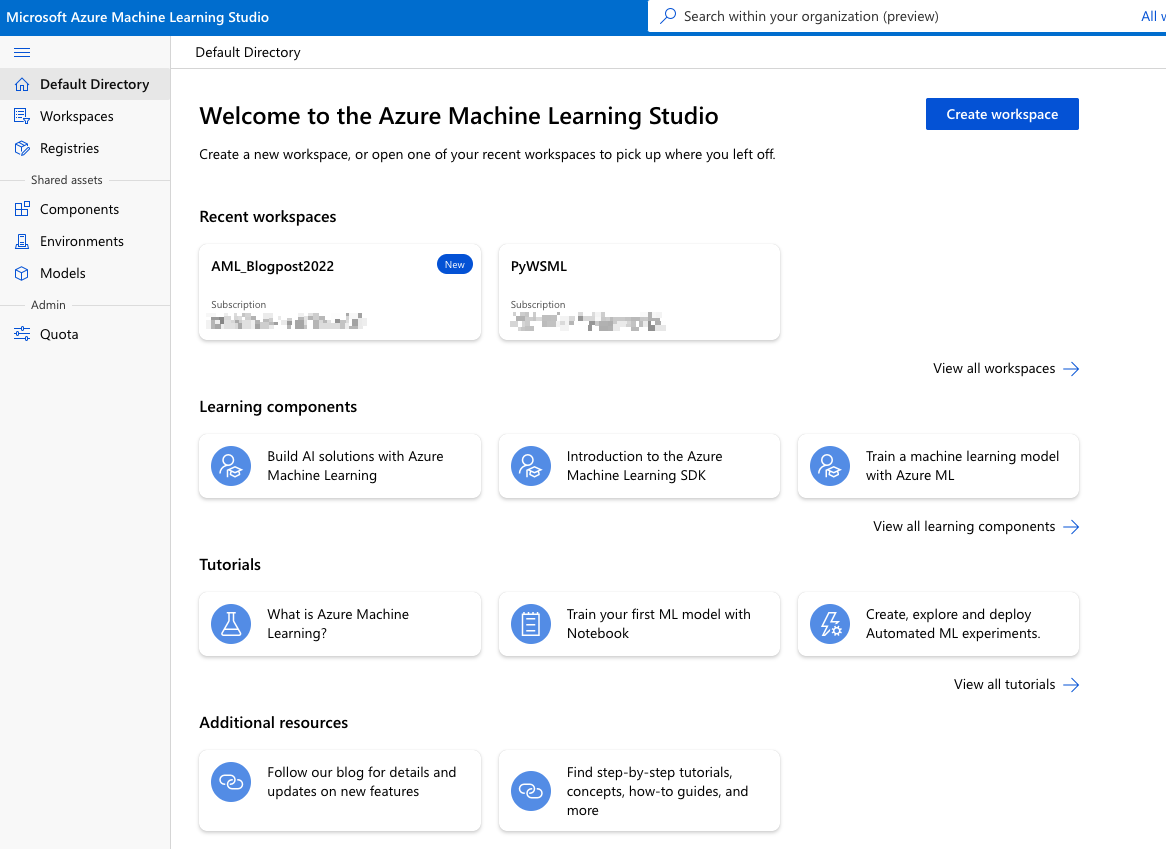 Microsoft Azure Machine Learning Studio
Search within your organization (preview)
All
Default Directory
Default Directory
Workspaces
Registries
Shared assets
Components
Environments
Models
Admin
Quota
Welcome to the Azure Machine Learning Studio
Create workspace
Create a new workspace, or open one of your recent workspaces to pick up where you left off.
Recent workspaces
AML_Blogpost2022
New
Subscription
PyWSML
Subscription
View all workspaces
Learning components
Build AI solutions with Azure
Machine Learning
Introduction to the Azure
Machine Learning SDK
Train a machine learning model
with Azure ML
View all learning components
Tutorials
What is Azure Machine
Learning?
Train your first ML model with
Notebook
Create, explore and deploy
Automated ML experiments.
View all tutorials
Additional resources
Follow our blog for details and
updates on new features
Find step-by-step tutorials,
concepts, how-to guides, and
more